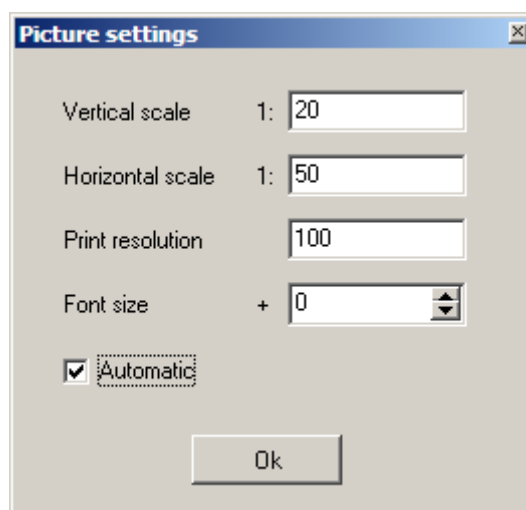 Picture settings
Vertical scale 1: 20
Horizontal scale 1: 50
Print resolution 100
Font size + 0
Automatic
Ok